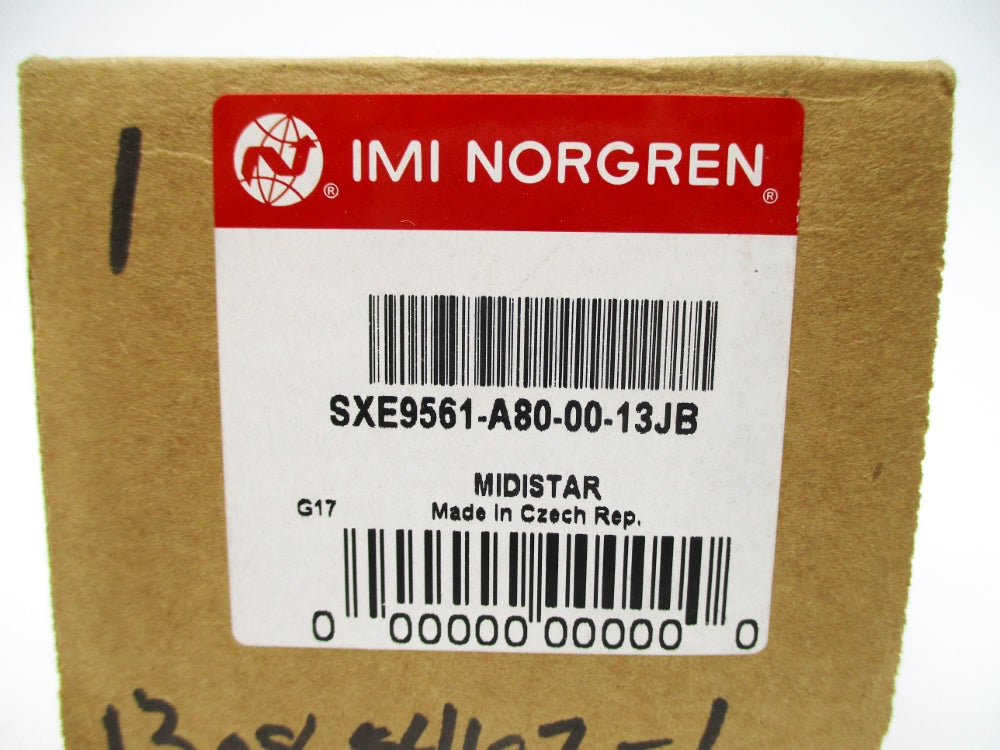 1
IMI NORGREN
SXE9561-A80-00-13JB
MIDISTAR
G17
Made in Czech Rep.
0 00000 00000 0